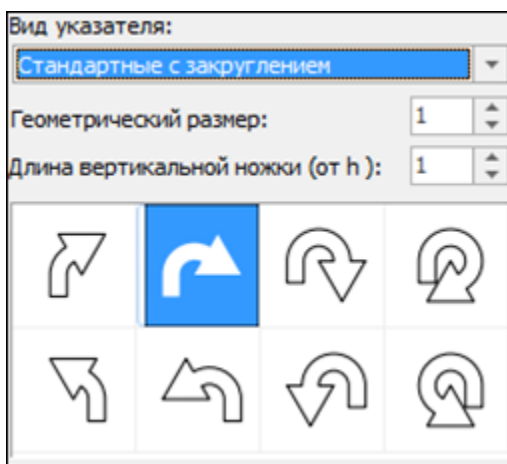 Вид указателя:
Стандартные с закруглением
Геометрический размер: 1
Длина вертикальной ножки (от h ): 1